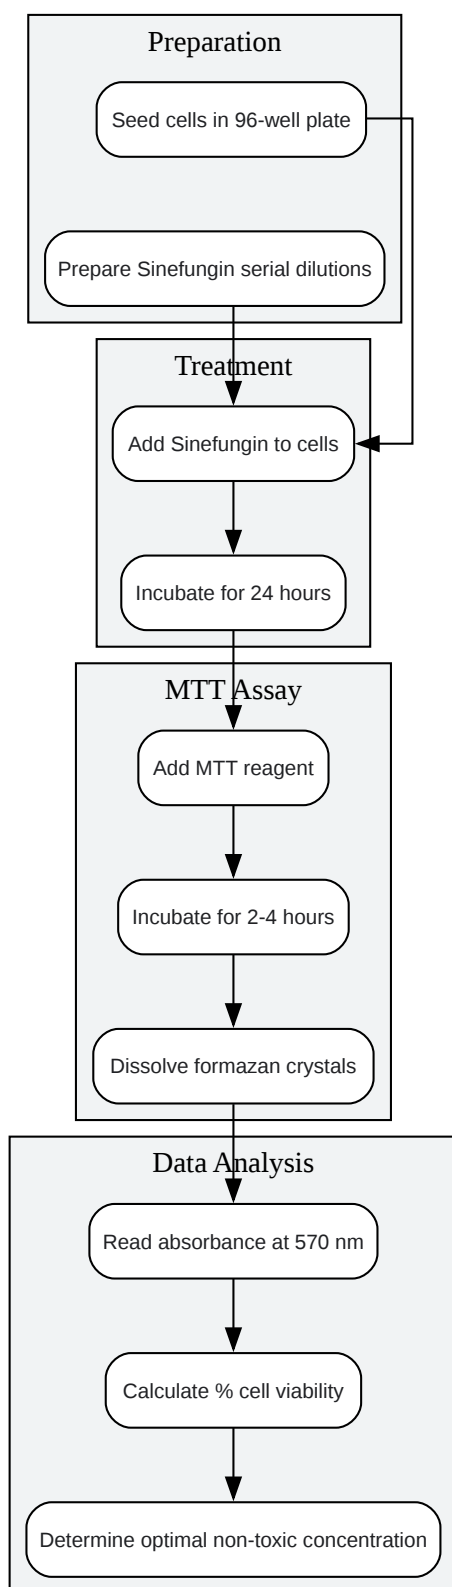 Preparation
Seed cells in 96-well plate
Prepare Sinefungin serial dilutions
Treatment
Add Sinefungin to cells
Incubate for 24 hours
MTT Assay
Add MTT reagent
Incubate for 2-4 hours
Dissolve formazan crystals
Data Analysis
Read absorbance at 570 nm
Calculate % cell viability
Determine optimal non-toxic concentration